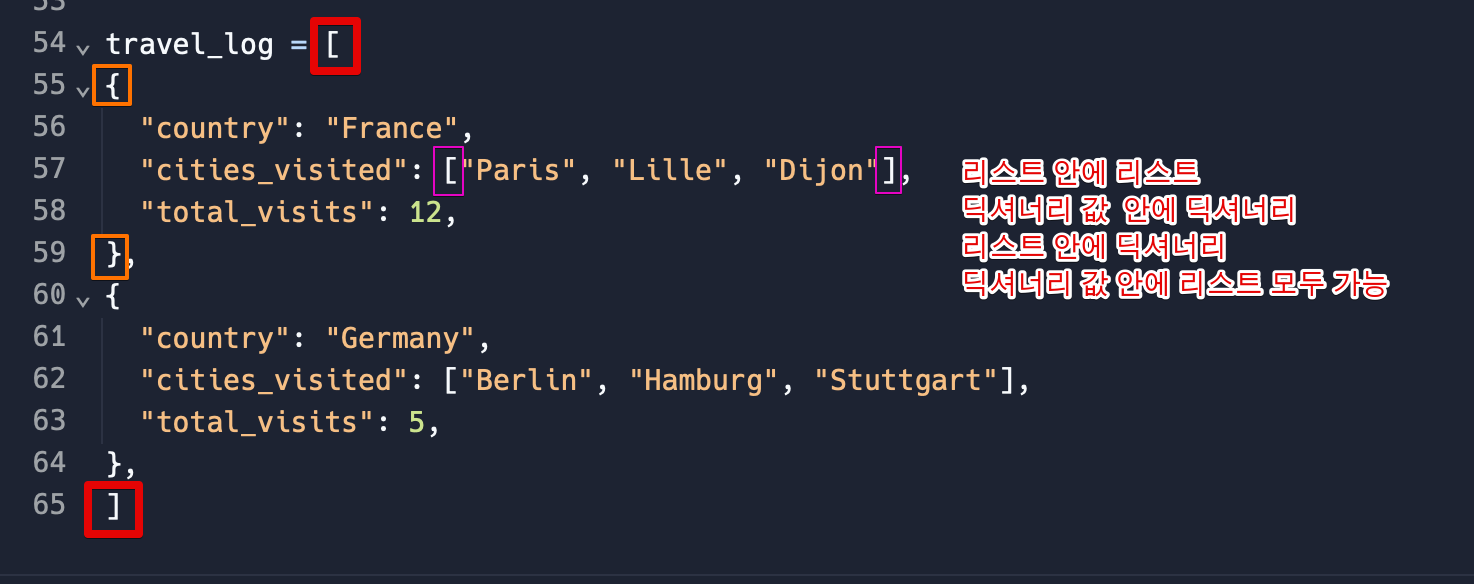 53
54 travel_log = [
55 {
56 "country": "France",
57 "cities_visited": ["Paris", "Lille", "Dijon"], 리스트 안에 리스트
58 "total_visits": 12, 딕셔너리 값 안에 딕셔너리
59 }, 리스트 안에 딕셔너리
60 { 딕셔너리 값 안에 리스트 모두 가능
61 "country": "Germany",
62 "cities_visited": ["Berlin", "Hamburg", "Stuttgart"],
63 "total_visits": 5,
64 },
65 ]